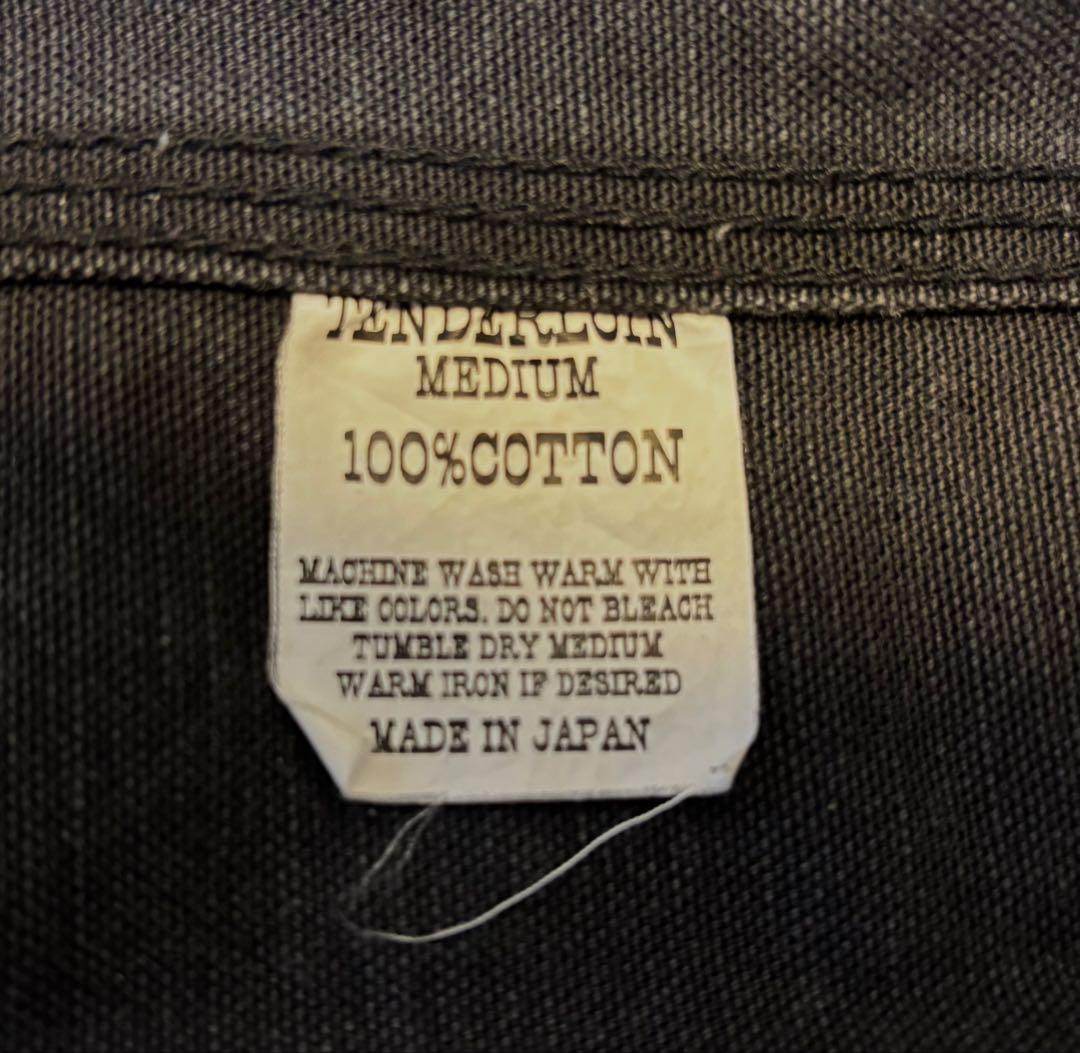 TENDERLOIN
MEDIUM
100%COTTON
MACHINE WASH WARM WITH
LIKE COLORS. DO NOT BLEACH
TUMBLE DRY MEDIUM
WARM IRON IF DESIRED
MADE IN JAPAN